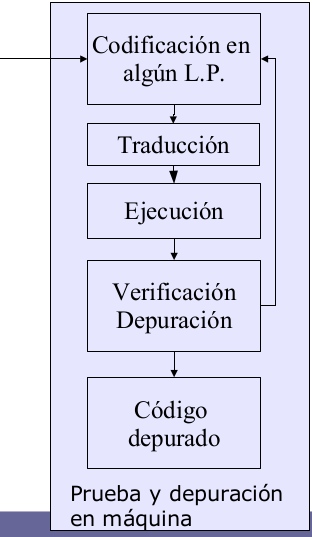 Codificación en
algún L.P.
Traducción
Ejecución
Verificación
Depuración
Código
depurado
Prueba y depuración
en máquina